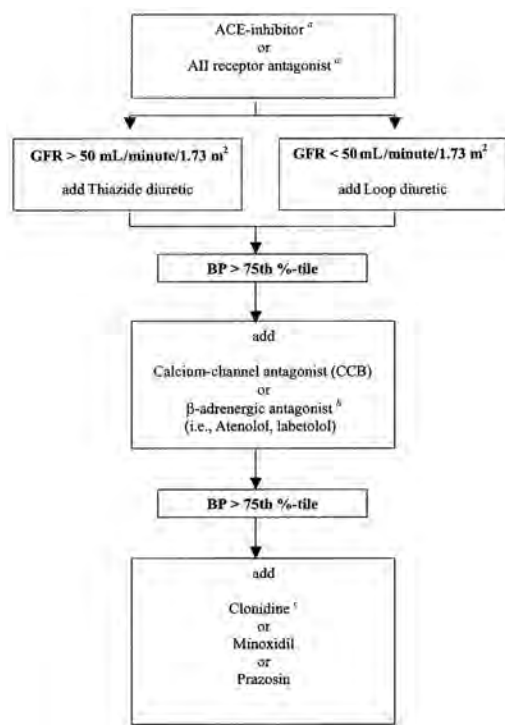 ACE-inhibitor a
or
AII receptor antagonist a
GFR > 50 mL/minute/1.73 m2
add Thiazide diuretic
GFR < 50 mL/minute/1.73 m2
add Loop diuretic
BP > 75th %-tile
add
Calcium-channel antagonist (CCB)
or
β-adrenergic antagonist b
(i.e., Atenolol, labetolol)
BP > 75th %-tile
add
Clonidine c
or
Minoxidil
or
Prazosin